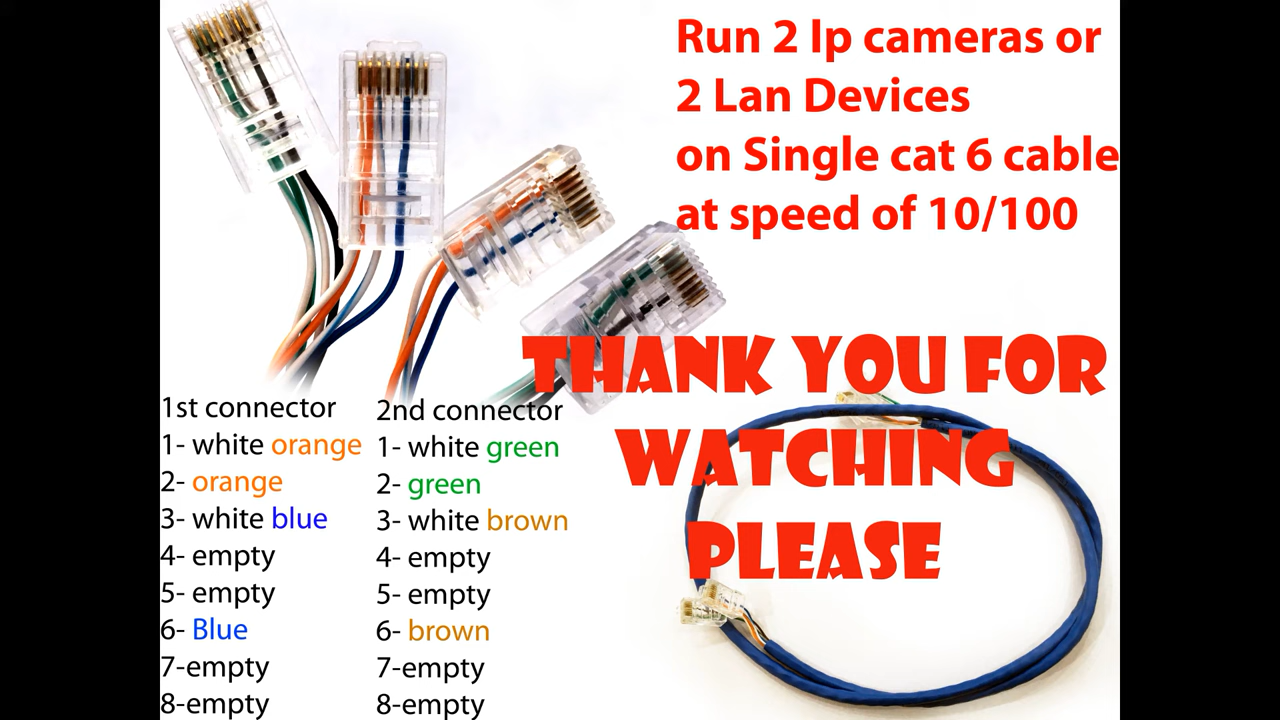 Run 2 Ip cameras or
2 Lan Devices
on Single cat 6 cable
at speed of 10/100
THANK YOU FOR
WATCHING
PLEASE
1st connector
1- white orange
2- orange
3- white blue
4- empty
5- empty
6- Blue
7-empty
8-empty
2nd connector
1- white green
2- green
3- white brown
4- empty
5- empty
6- brown
7-empty
8-empty